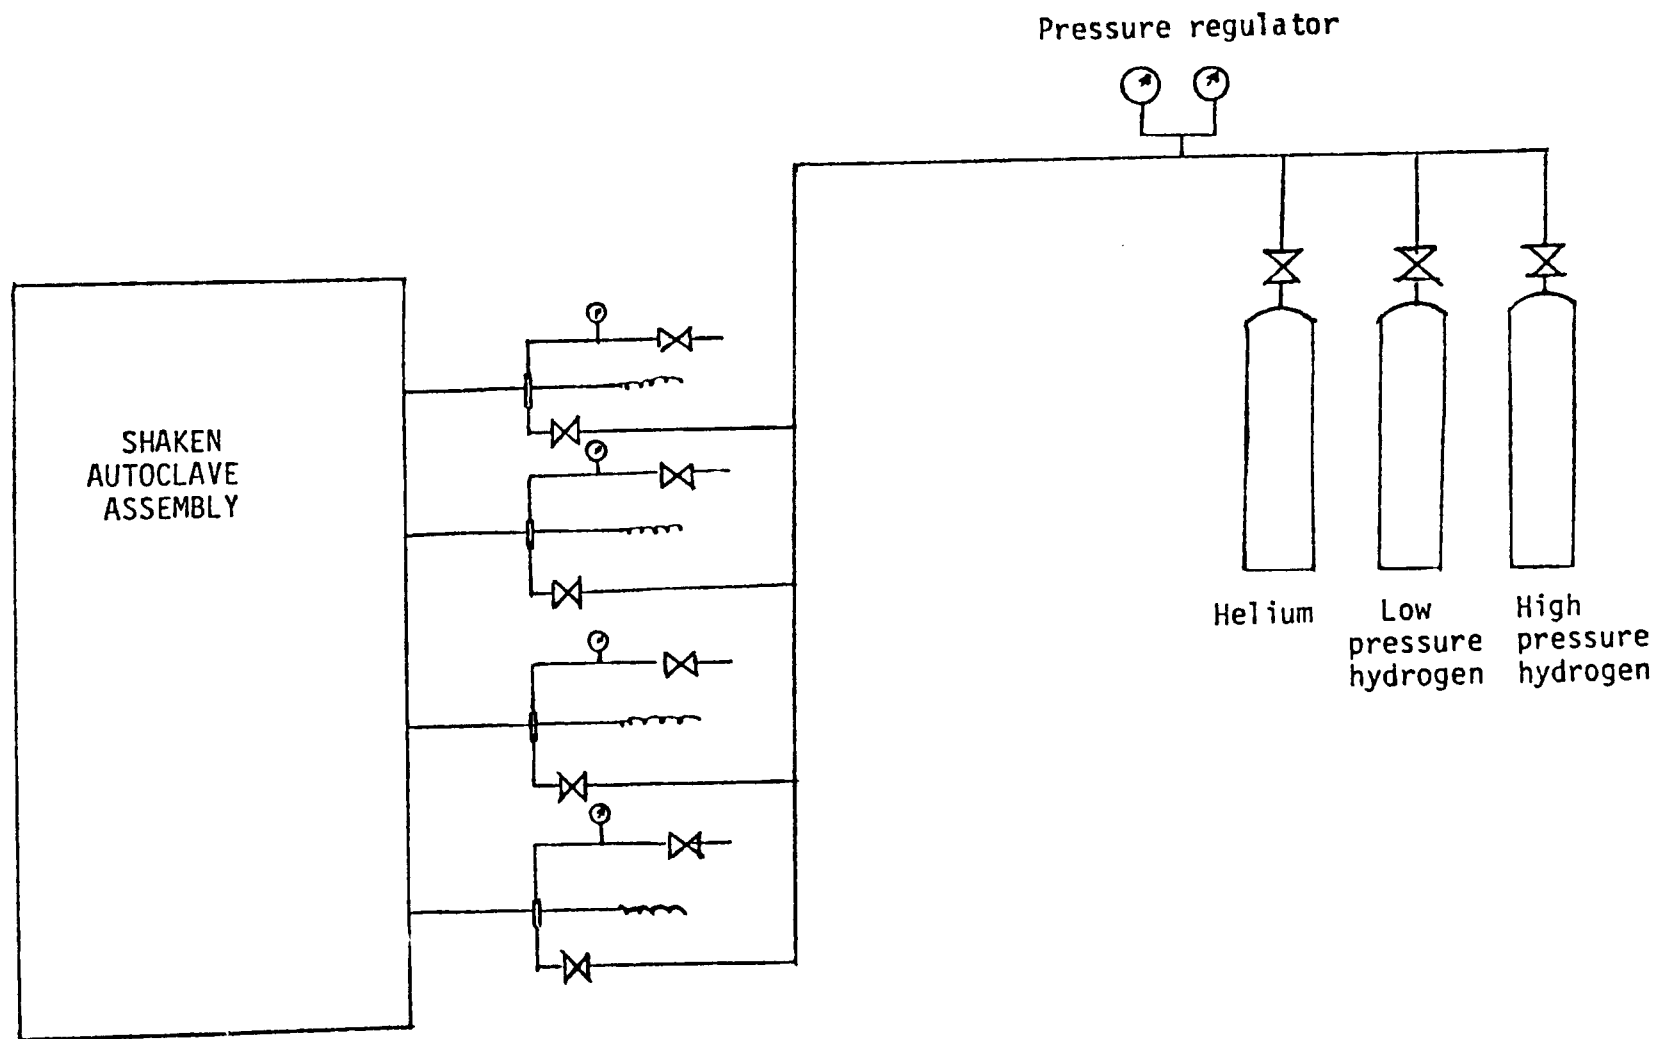 Pressure regulator
SHAKEN
AUTOCLAVE
ASSEMBLY
Helium
Low
pressure
hydrogen
High
pressure
hydrogen